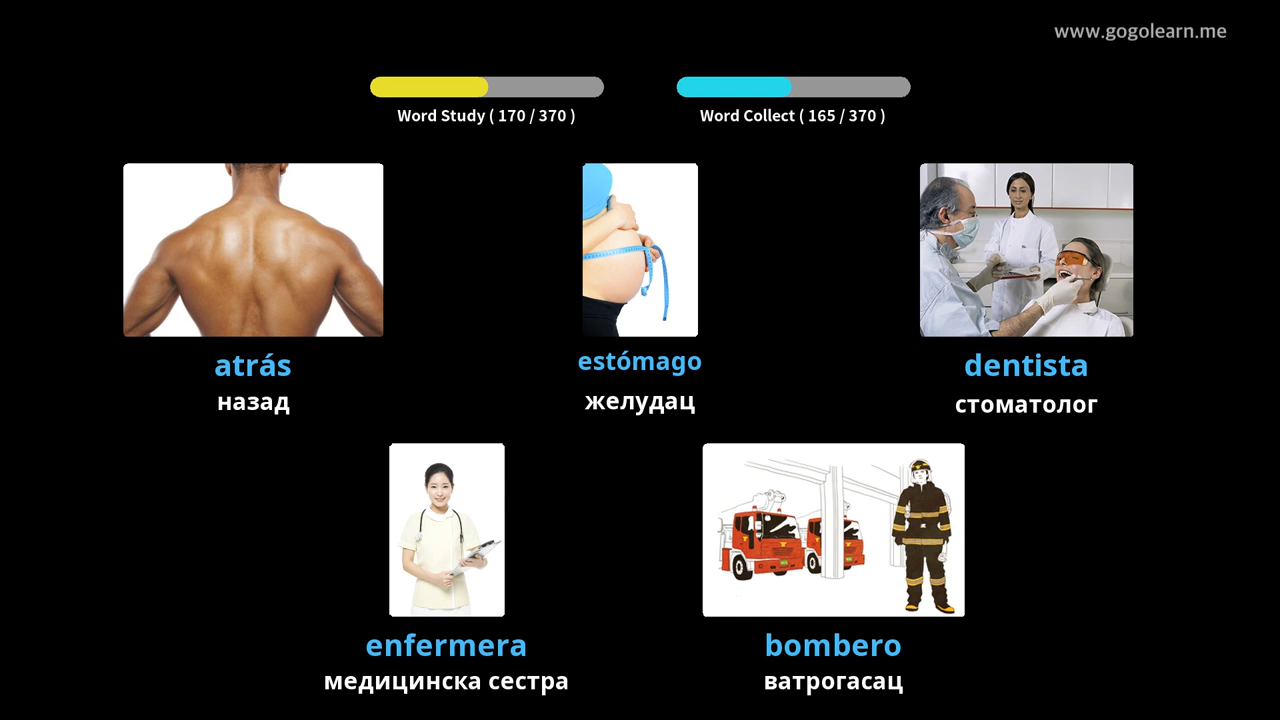 www.gogolearn.me
Word Study ( 170 / 370 )
Word Collect ( 165 / 370 )
atrás
назад
estómago
желудац
dentista
стоматолог
enfermera
медицинска сестра
bombero
ватрогасац